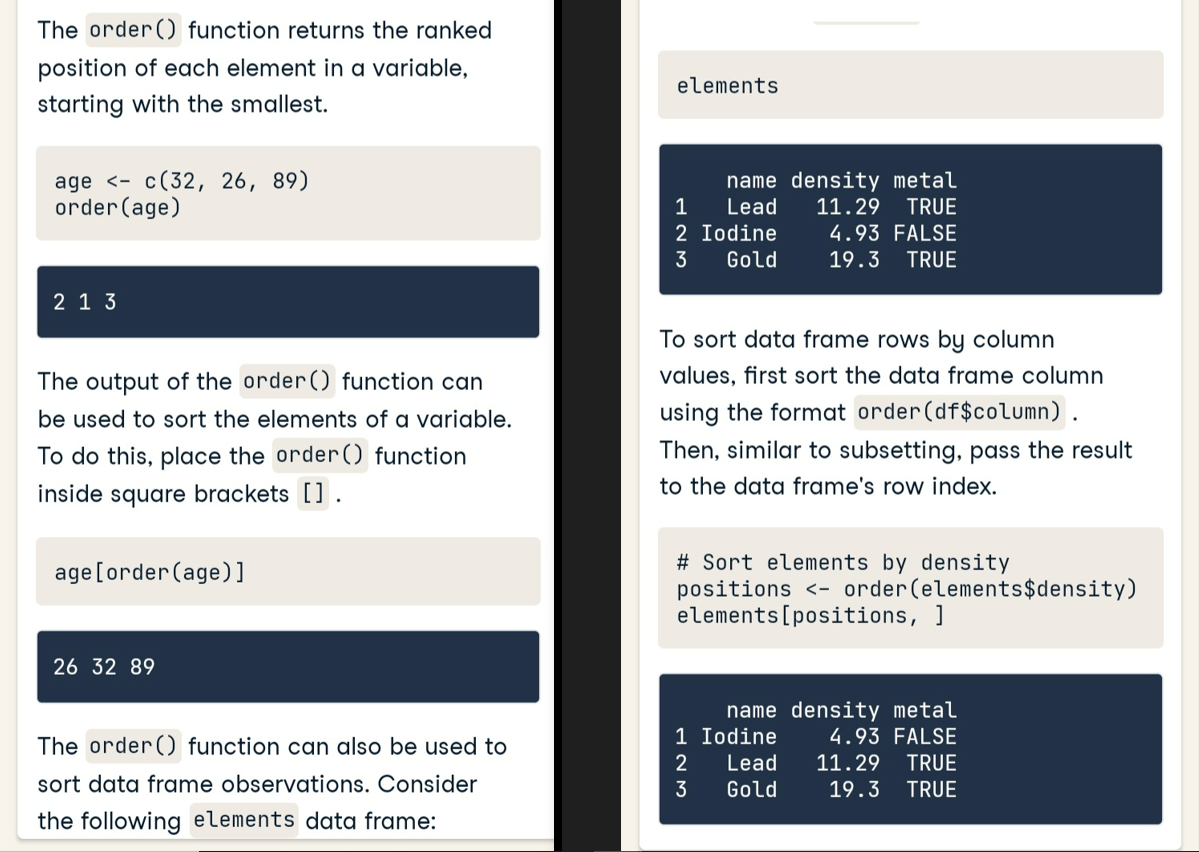 The order() function returns the ranked
position of each element in a variable,
starting with the smallest.
age <- c(32, 26, 89)
order(age)
2 1 3
The output of the order() function can
be used to sort the elements of a variable.
To do this, place the order() function
inside square brackets [] .
age[order(age)]
26 32 89
The order() function can also be used to
sort data frame observations. Consider
the following elements data frame:
elements
    name density metal
1   Lead   11.29  TRUE
2 Iodine    4.93 FALSE
3   Gold    19.3  TRUE
To sort data frame rows by column
values, first sort the data frame column
using the format order(df$column) .
Then, similar to subsetting, pass the result
to the data frame's row index.
# Sort elements by density
positions <- order(elements$density)
elements[positions, ]
    name density metal
1 Iodine    4.93 FALSE
2   Lead   11.29  TRUE
3   Gold    19.3  TRUE